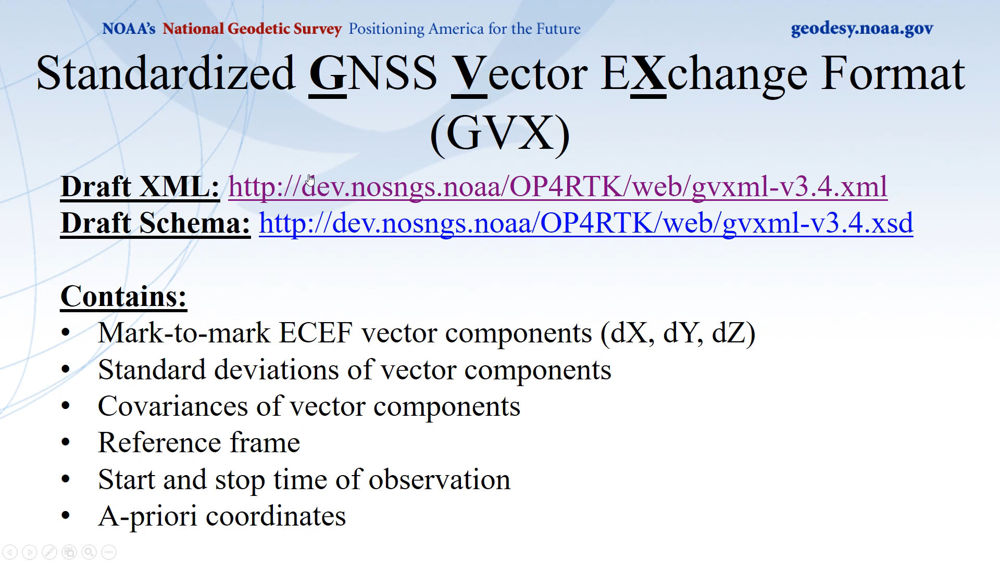 NOAA's National Geodetic Survey Positioning America for the Future
geodesy.noaa.gov
Standardized GNSS Vector EXchange Format
(GVX)
Draft XML: http://dev.nosngs.noaa/OP4RTK/web/gvxml-v3.4.xml
Draft Schema: http://dev.nosngs.noaa/OP4RTK/web/gvxml-v3.4.xsd
Contains:
• Mark-to-mark ECEF vector components (dX, dY, dZ)
• Standard deviations of vector components
• Covariances of vector components
• Reference frame
• Start and stop time of observation
• A-priori coordinates